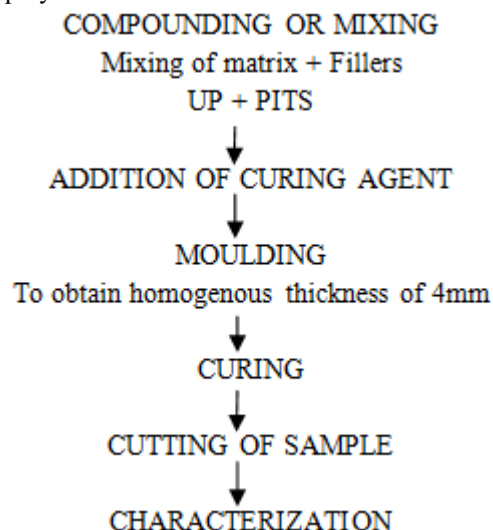 COMPOUNDING OR MIXING
Mixing of matrix + Fillers
UP + PITS
ADDITION OF CURING AGENT
MOULDING
To obtain homogenous thickness of 4mm
CURING
CUTTING OF SAMPLE
CHARACTERIZATION